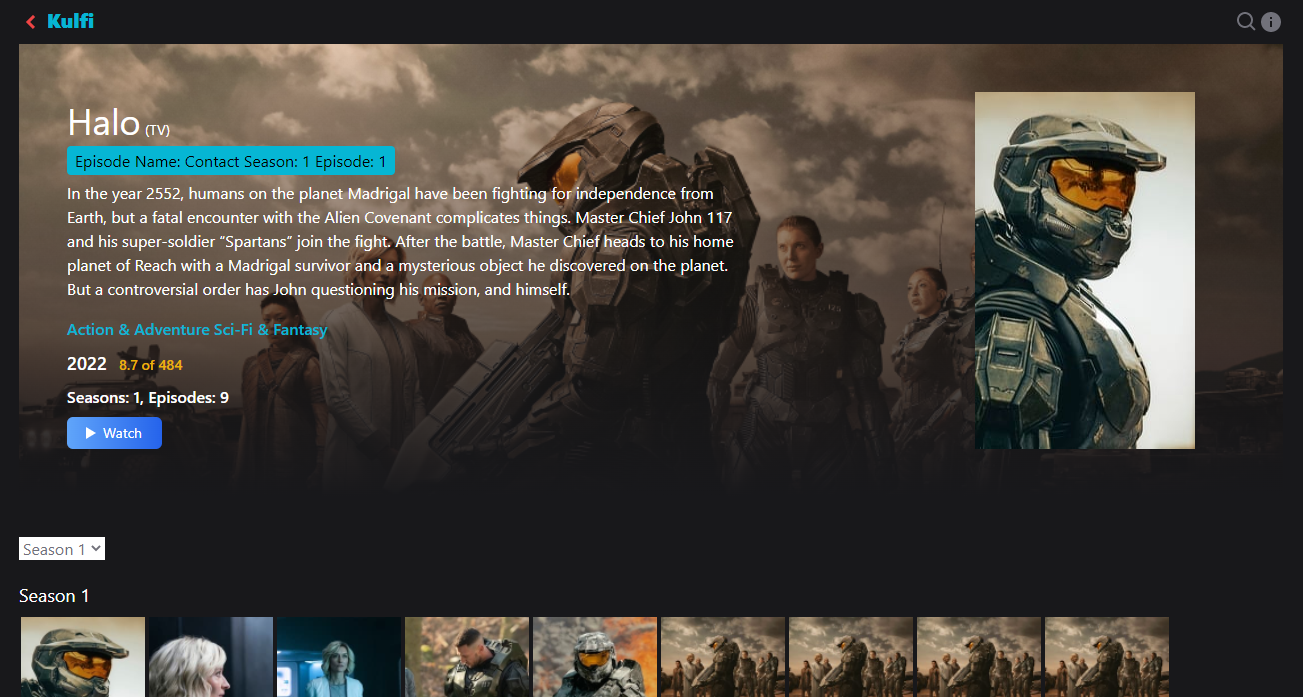 Kulfi
Halo (TV)
Episode Name: Contact Season: 1 Episode: 1
In the year 2552, humans on the planet Madrigal have been fighting for independence from
Earth, but a fatal encounter with the Alien Covenant complicates things. Master Chief John 117
and his super-soldier “Spartans” join the fight. After the battle, Master Chief heads to his home
planet of Reach with a Madrigal survivor and a mysterious object he discovered on the planet.
But a controversial order has John questioning his mission, and himself.
Action & Adventure Sci-Fi & Fantasy
2022 8.7 of 484
Seasons: 1, Episodes: 9
Watch
Season 1
Season 1